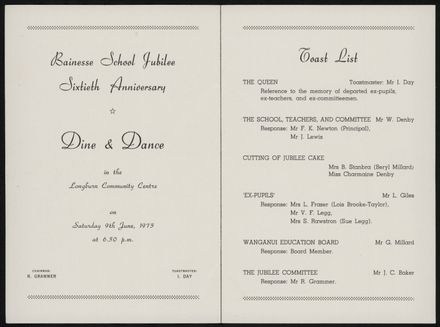 Bainesse School Jubilee
Sixtieth Anniversary
Dine & Dance
in the
Longburn Community Centre
on
Saturday 9th June, 1973
at 6.30 p.m.
CHAIRMAN:
R. GRAMMER
TOASTMASTER:
I. DAY
Toast List
THE QUEEN Toastmaster: Mr I. Day
Reference to the memory of departed ex-pupils,
ex-teachers, and ex-committeemen.
THE SCHOOL, TEACHERS, AND COMMITTEE Mr W. Denby
Response: Mr F. K. Newton (Principal),
Mr J. Lewis
CUTTING OF JUBILEE CAKE
Mrs B. Stanbra (Beryl Millard)
Miss Charmaine Denby
'EX-PUPILS' Mr L. Giles
Response: Mrs L. Fraser (Lois Brooke-Taylor),
Mr V. F. Legg,
Mrs S. Rawstron (Sue Legg).
WANGANUI EDUCATION BOARD Mr G. Millard
Response: Board Member.
THE JUBILEE COMMITTEE Mr J. C. Baker
Response: Mr R. Grammer.